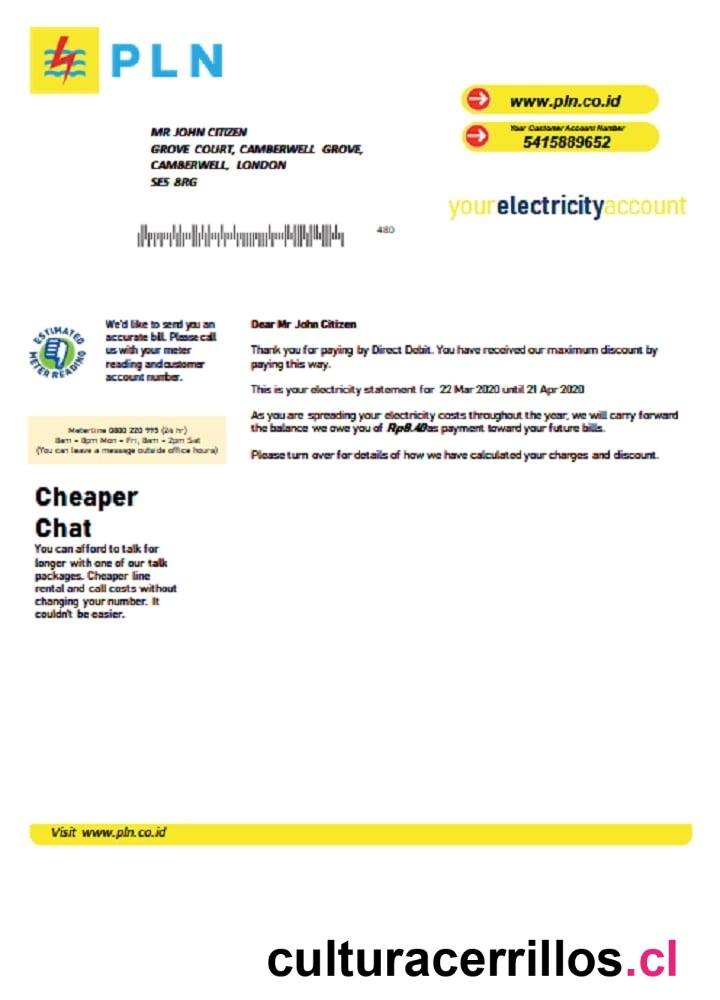 PLN
www.pln.co.id
Your Customer Account Number
5415889652
MR JOHN CITIZEN
GROVE COURT, CAMBERWELL GROVE,
CAMBERWELL, LONDON
SE5 8RG
yourelectricityaccount
480
ESTIMATED
METER READING
We'd like to send you an
accurate bill. Please call
us with your meter
reading and customer
account number.
Meterline 0800 220 995 (24 hr)
8am - 8pm Mon - Fri, 8am - 2pm Sat
(You can leave a message outside office hours)
Cheaper
Chat
You can afford to talk for
longer with one of our talk
packages. Cheaper line
rental and call costs without
changing your number. It
couldn't be easier.
Dear Mr John Citizen
Thank you for paying by Direct Debit. You have received our maximum discount by
paying this way.
This is your electricity statement for 22 Mar 2020 until 21 Apr 2020
As you are spreading your electricity costs throughout the year, we will carry forward
the balance we owe you of Rp8.40as payment toward your future bills.
Please turn over for details of how we have calculated your charges and discount.
Visit www.pln.co.id
culturacerrillos.cl